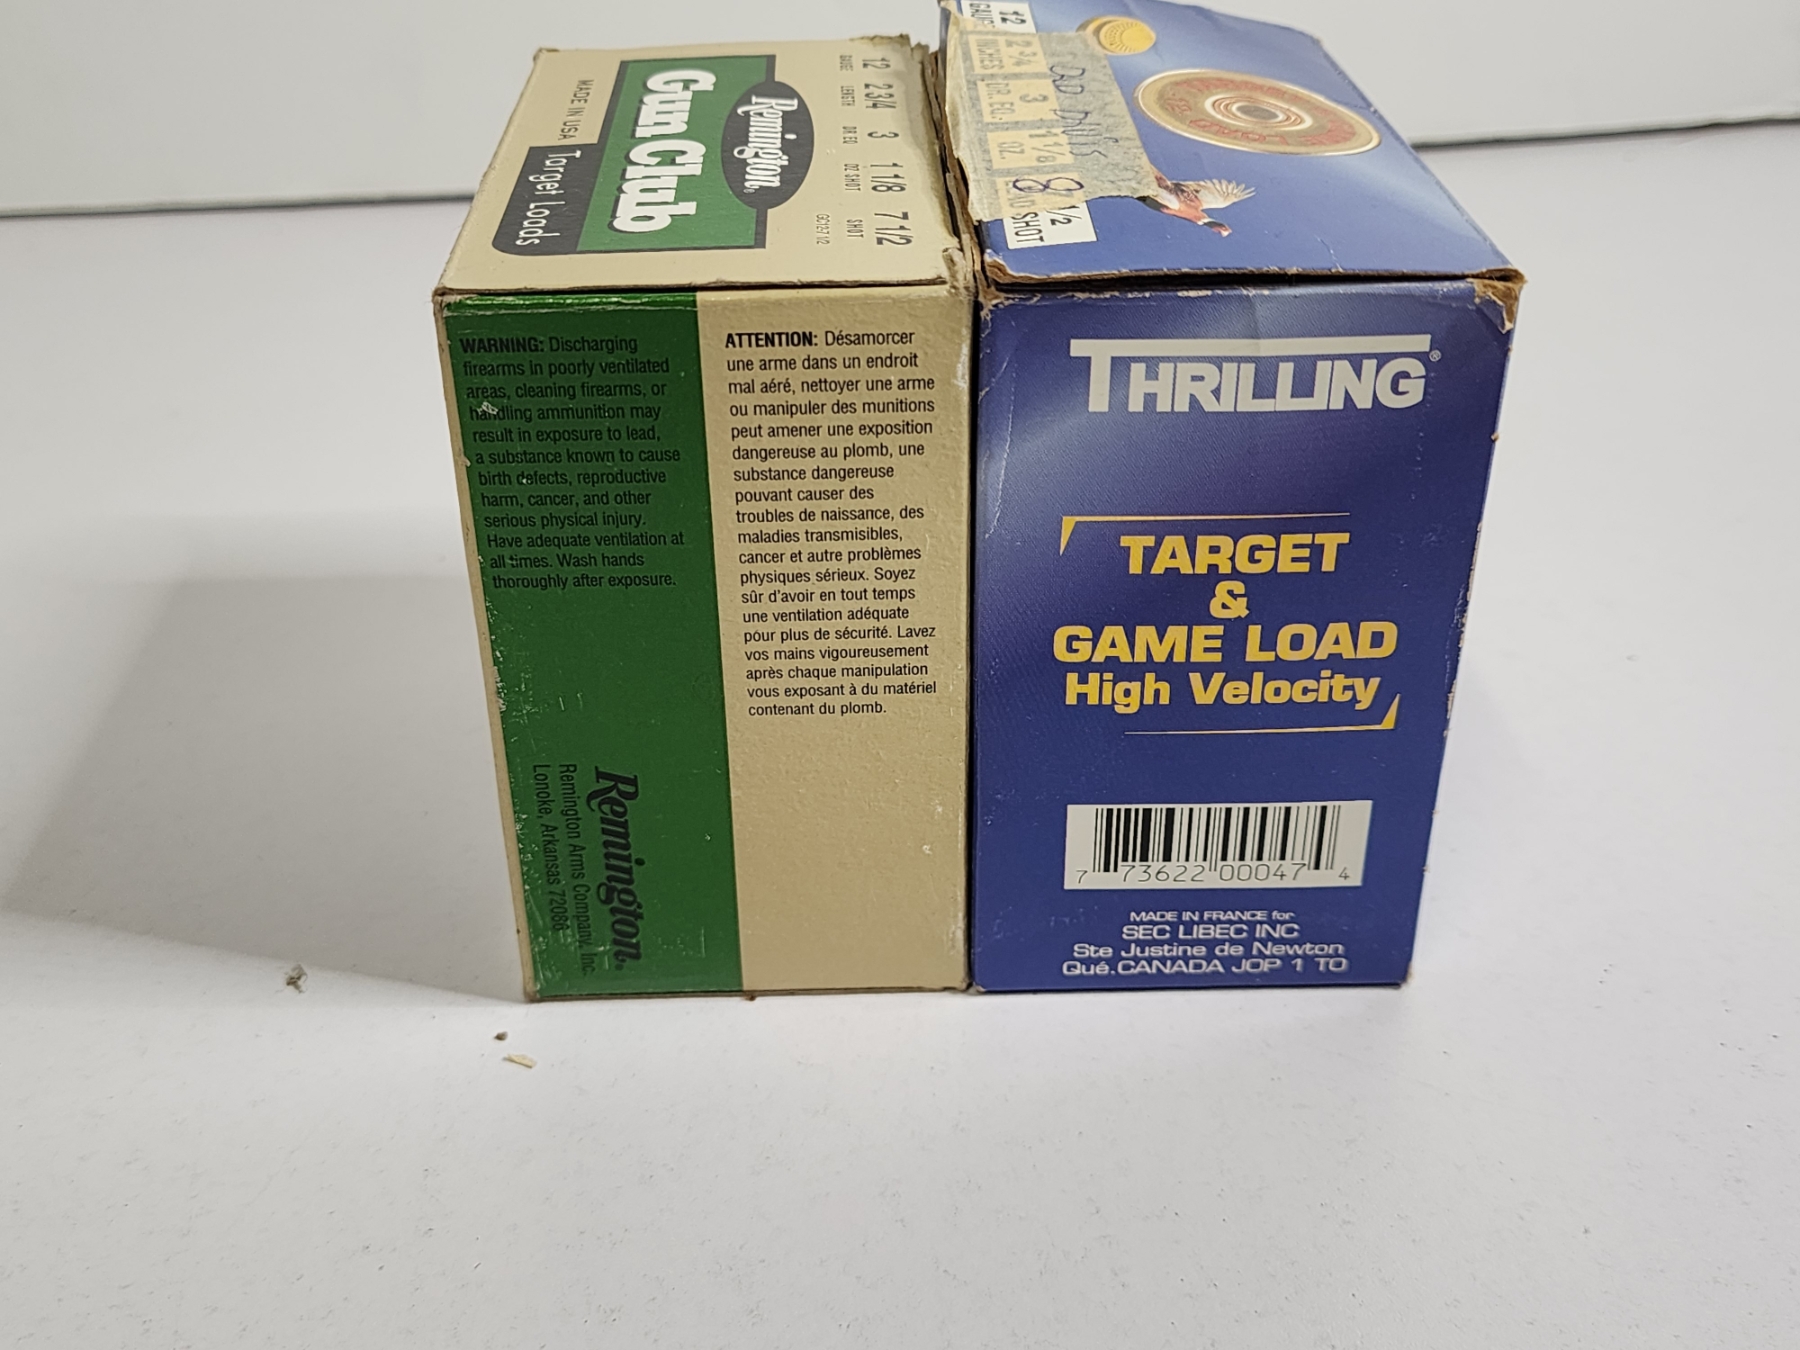 Remington®
Gun Club
Target Loads
MADE IN USA
12 2 3/4 3 1 1/8 7 1/2
GAUGE LENGTH DR EQ OZ SHOT SHOT
WARNING: Discharging
firearms in poorly ventilated
areas, cleaning firearms, or
handling ammunition may
result in exposure to lead,
a substance known to cause
birth defects, reproductive
harm, cancer, and other
serious physical injury.
Have adequate ventilation at
all times. Wash hands
thoroughly after exposure.
Remington®
Remington Arms Company, Inc.
Lonoke, Arkansas 72086
ATTENTION: Désamorcer
une arme dans un endroit
mal aéré, nettoyer une arme
ou manipuler des munitions
peut amener une exposition
dangereuse au plomb, une
substance dangereuse
pouvant causer des
troubles de naissance, des
maladies transmisibles,
cancer et autre problèmes
physiques sérieux. Soyez
sûr d'avoir en tout temps
une ventilation adéquate
pour plus de sécurité. Lavez
vos mains vigoureusement
après chaque manipulation
vous exposant à du matériel
contenant du plomb.
12 2 3/4 3 1 1/8 8 1/2
GAUGE INCHES DR. EQ. OZ. SHOT
THRILLING®
TARGET
&
GAME LOAD
High Velocity
7 73622 00047 4
MADE IN FRANCE for
SEC LIBEC INC
Ste Justine de Newton
Qué.CANADA JOP 1 TO